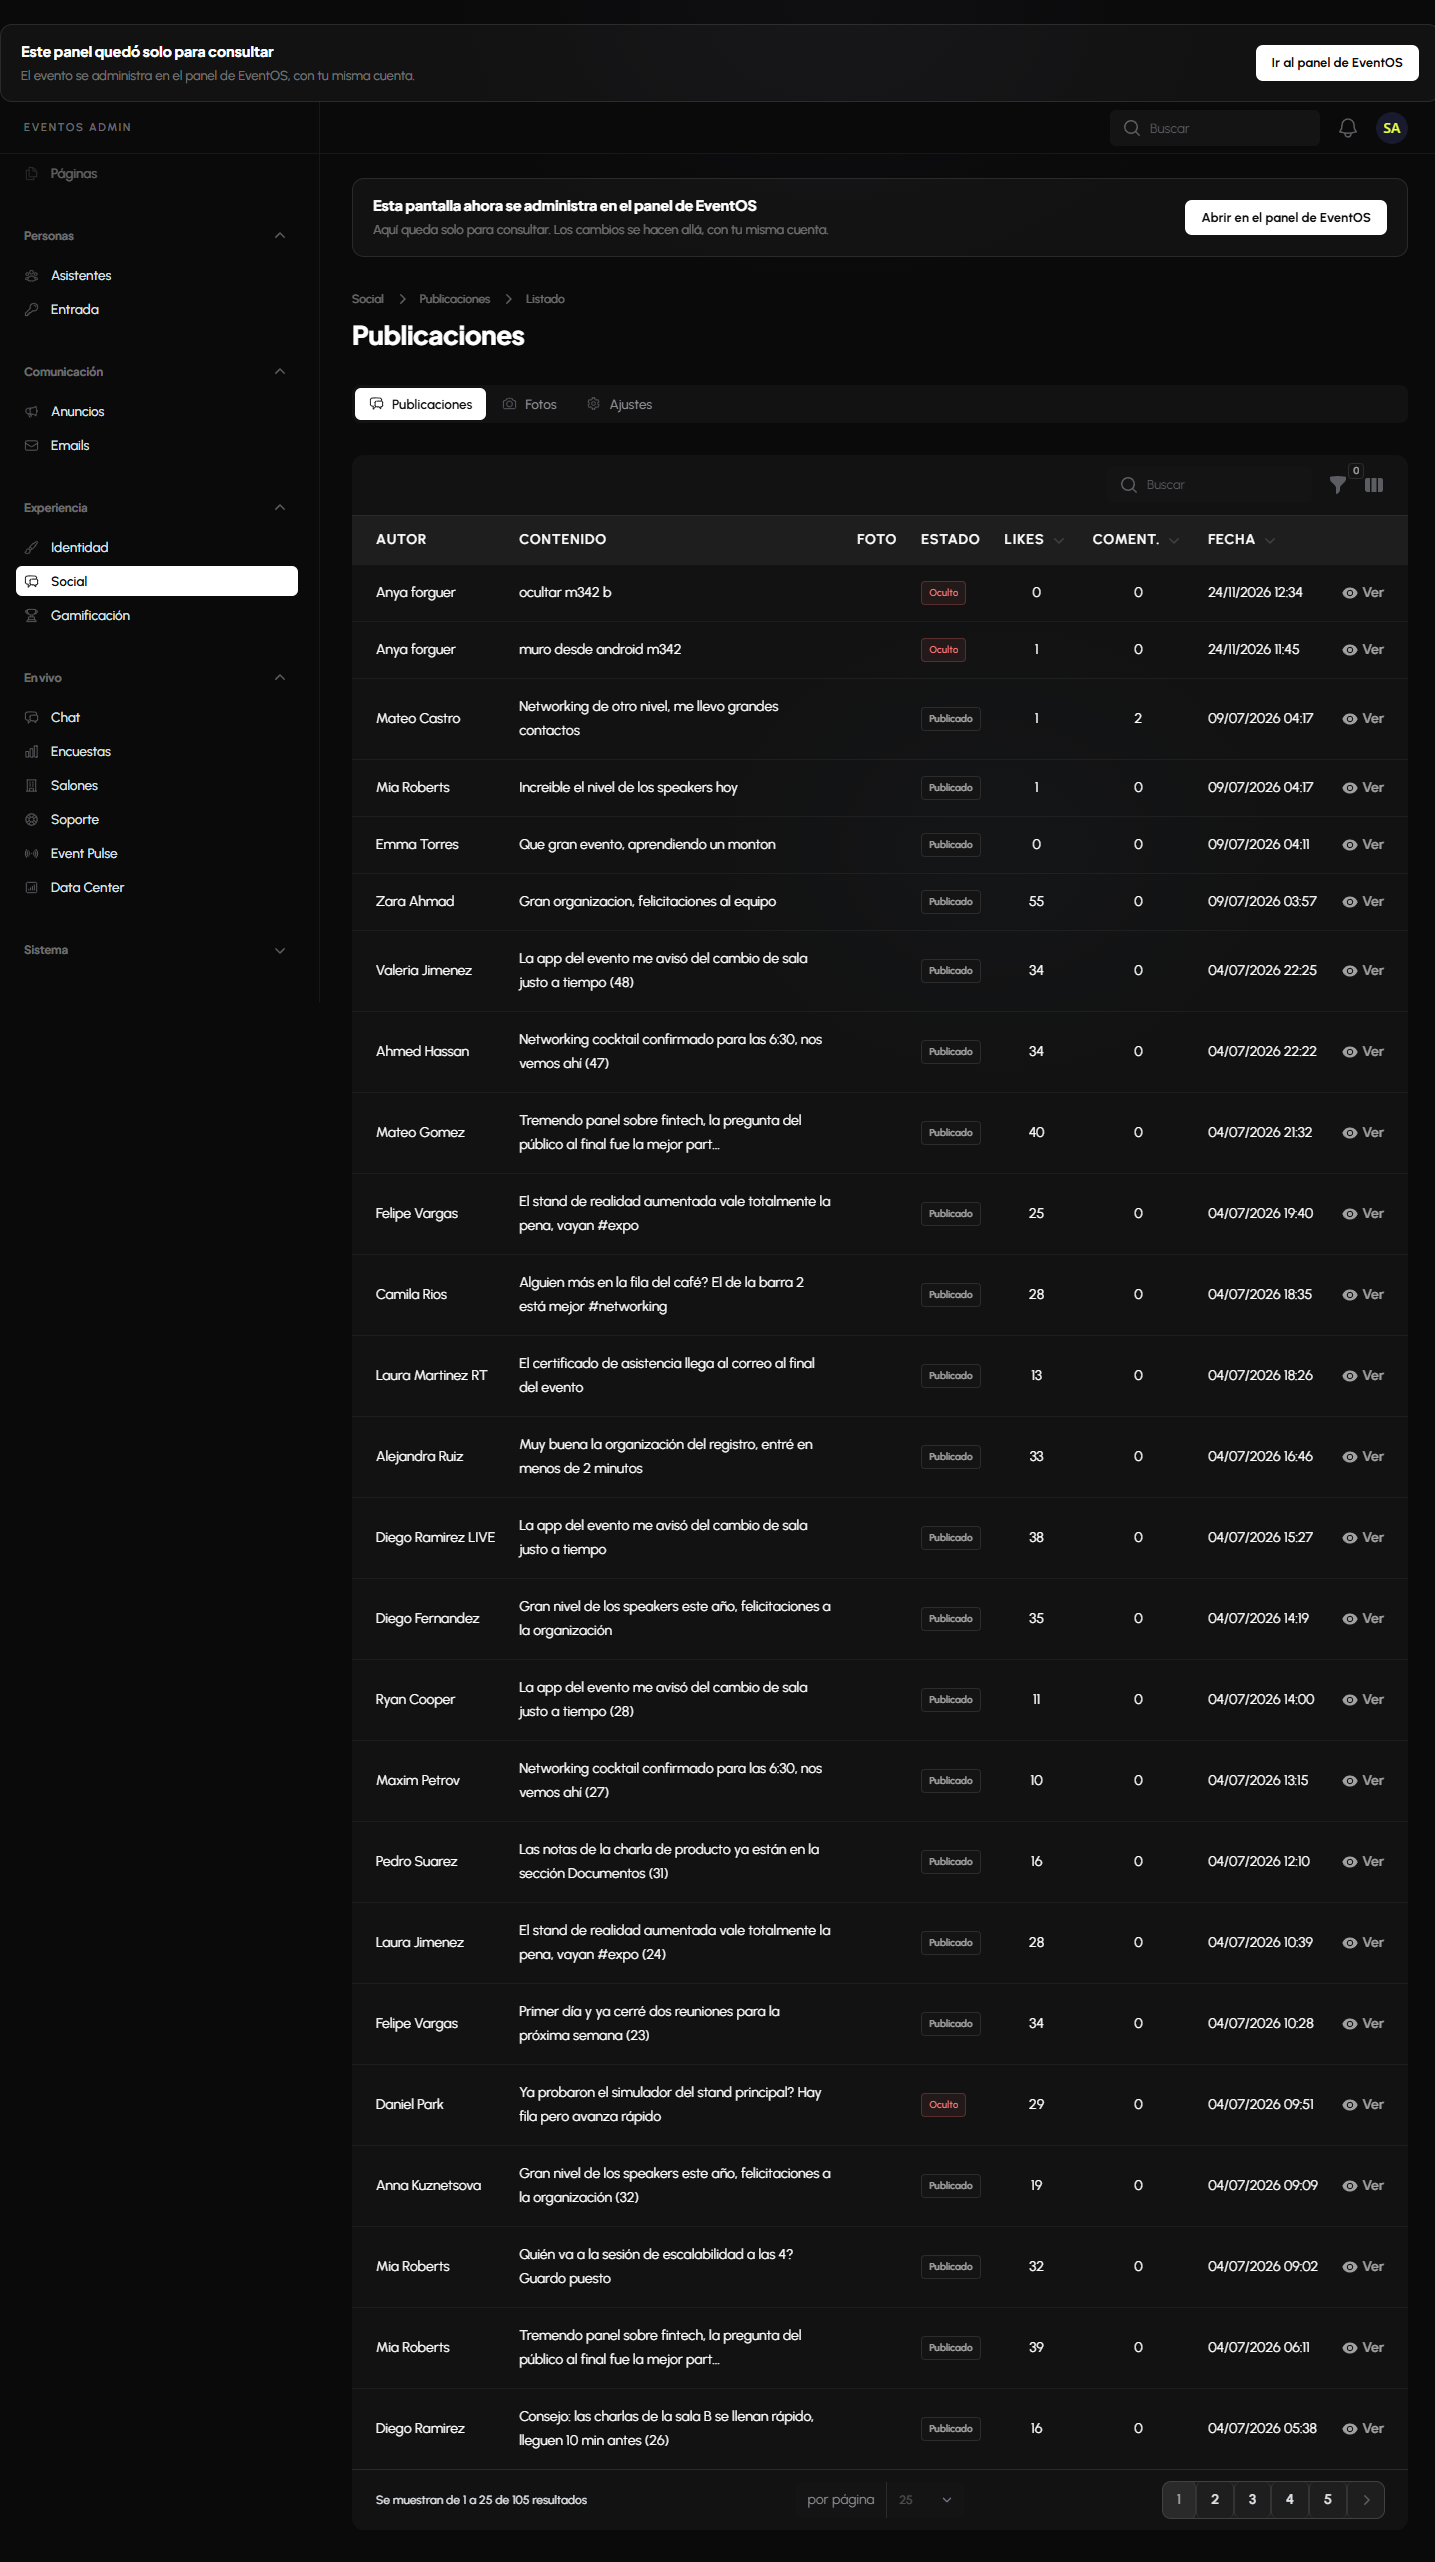 Este panel quedó solo para consultar
El evento se administra en el panel de EventOS, con tu misma cuenta.
Ir al panel de EventOS
EVENTOS ADMIN
Buscar
SA
Páginas
Personas
Asistentes
Entrada
Comunicación
Anuncios
Emails
Experiencia
Identidad
Social
Gamificación
En vivo
Chat
Encuestas
Salones
Soporte
Event Pulse
Data Center
Sistema
Esta pantalla ahora se administra en el panel de EventOS
Aquí queda solo para consultar. Los cambios se hacen allá, con tu misma cuenta.
Abrir en el panel de EventOS
Social > Publicaciones > Listado
Publicaciones
Publicaciones Fotos Ajustes
Buscar 0
AUTOR CONTENIDO FOTO ESTADO LIKES COMENT. FECHA
Anya forguer ocultar m342 b Oculto 0 0 24/11/2026 12:34 Ver
Anya forguer muro desde android m342 Oculto 1 0 24/11/2026 11:45 Ver
Mateo Castro Networking de otro nivel, me llevo grandes
contactos Publicado 1 2 09/07/2026 04:17 Ver
Mia Roberts Increible el nivel de los speakers hoy Publicado 1 0 09/07/2026 04:17 Ver
Emma Torres Que gran evento, aprendiendo un monton Publicado 0 0 09/07/2026 04:11 Ver
Zara Ahmad Gran organizacion, felicitaciones al equipo Publicado 55 0 09/07/2026 03:57 Ver
Valeria Jimenez La app del evento me avisó del cambio de sala
justo a tiempo (48) Publicado 34 0 04/07/2026 22:25 Ver
Ahmed Hassan Networking cocktail confirmado para las 6:30, nos
vemos ahí (47) Publicado 34 0 04/07/2026 22:22 Ver
Mateo Gomez Tremendo panel sobre fintech, la pregunta del
público al final fue la mejor part... Publicado 40 0 04/07/2026 21:32 Ver
Felipe Vargas El stand de realidad aumentada vale totalmente la
pena, vayan #expo Publicado 25 0 04/07/2026 19:40 Ver
Camila Rios Alguien más en la fila del café? El de la barra 2
está mejor #networking Publicado 28 0 04/07/2026 18:35 Ver
Laura Martinez RT El certificado de asistencia llega al correo al final
del evento Publicado 13 0 04/07/2026 18:26 Ver
Alejandra Ruiz Muy buena la organización del registro, entré en
menos de 2 minutos Publicado 33 0 04/07/2026 16:46 Ver
Diego Ramirez LIVE La app del evento me avisó del cambio de sala
justo a tiempo Publicado 38 0 04/07/2026 15:27 Ver
Diego Fernandez Gran nivel de los speakers este año, felicitaciones a
la organización Publicado 35 0 04/07/2026 14:19 Ver
Ryan Cooper La app del evento me avisó del cambio de sala
justo a tiempo (28) Publicado 11 0 04/07/2026 14:00 Ver
Maxim Petrov Networking cocktail confirmado para las 6:30, nos
vemos ahí (27) Publicado 10 0 04/07/2026 13:15 Ver
Pedro Suarez Las notas de la charla de producto ya están en la
sección Documentos (31) Publicado 16 0 04/07/2026 12:10 Ver
Laura Jimenez El stand de realidad aumentada vale totalmente la
pena, vayan #expo (24) Publicado 28 0 04/07/2026 10:39 Ver
Felipe Vargas Primer día y ya cerré dos reuniones para la
próxima semana (23) Publicado 34 0 04/07/2026 10:28 Ver
Daniel Park Ya probaron el simulador del stand principal? Hay
fila pero avanza rápido Oculto 29 0 04/07/2026 09:51 Ver
Anna Kuznetsova Gran nivel de los speakers este año, felicitaciones a
la organización (32) Publicado 19 0 04/07/2026 09:09 Ver
Mia Roberts Quién va a la sesión de escalabilidad a las 4?
Guardo puesto Publicado 32 0 04/07/2026 09:02 Ver
Mia Roberts Tremendo panel sobre fintech, la pregunta del
público al final fue la mejor part... Publicado 39 0 04/07/2026 06:11 Ver
Diego Ramirez Consejo: las charlas de la sala B se llenan rápido,
lleguen 10 min antes (26) Publicado 16 0 04/07/2026 05:38 Ver
Se muestran de 1 a 25 de 105 resultados por página 25 1 2 3 4 5